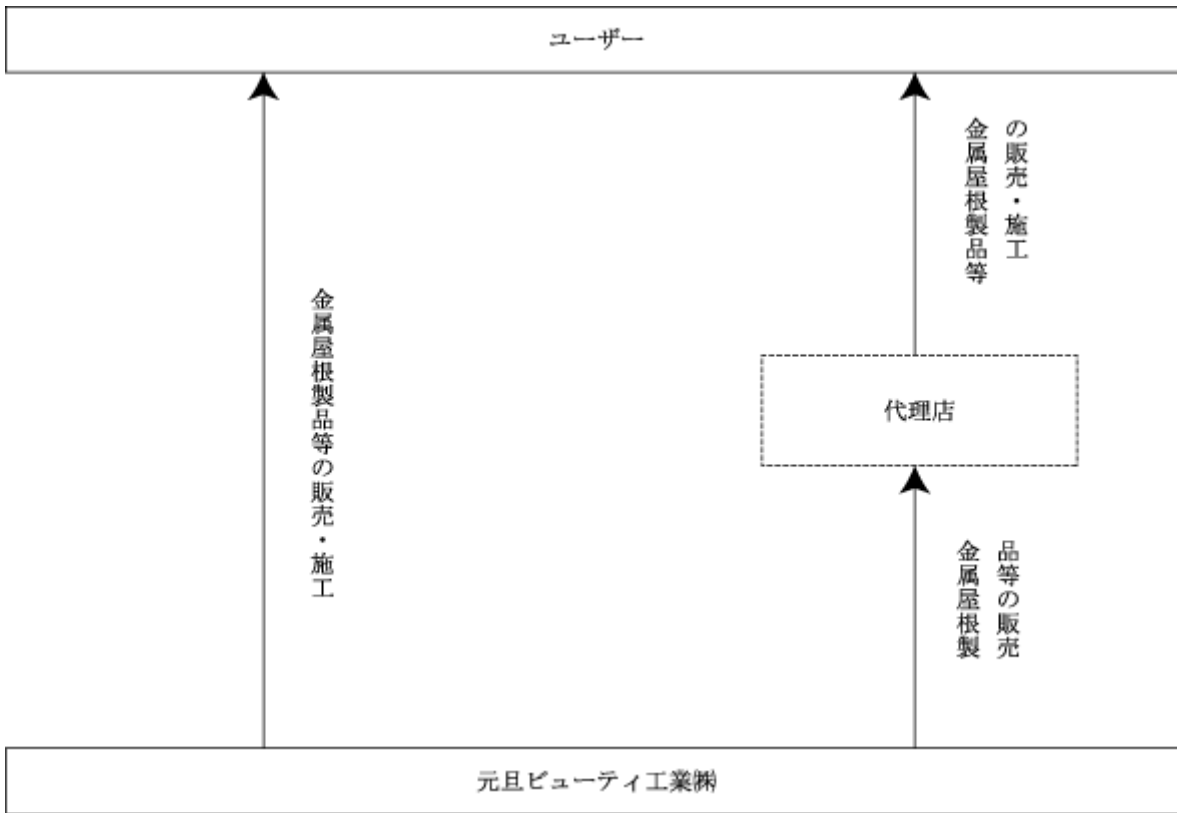 ユーザー
金属屋根製品等
の販売・施工
金属屋根製品等の販売・施工
代理店
金属屋根製
品等の販売
元旦ビューティ工業㈱